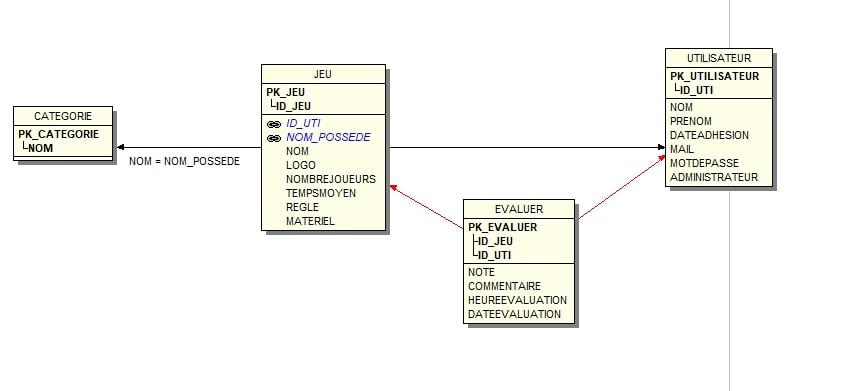 CATEGORIE
PK_CATEGORIE
NOM
NOM = NOM_POSSEDE
JEU
PK_JEU
ID_JEU
ID_UTI
NOM_POSSEDE
NOM
LOGO
NOMBREJOUEURS
TEMPSMOYEN
REGLE
MATERIEL
EVALUER
PK_EVALUER
ID_JEU
ID_UTI
NOTE
COMMENTAIRE
HEUREEVALUATION
DATEEVALUATION
UTILISATEUR
PK_UTILISATEUR
ID_UTI
NOM
PRENOM
DATEADHESION
MAIL
MOTDEPASSE
ADMINISTRATEUR